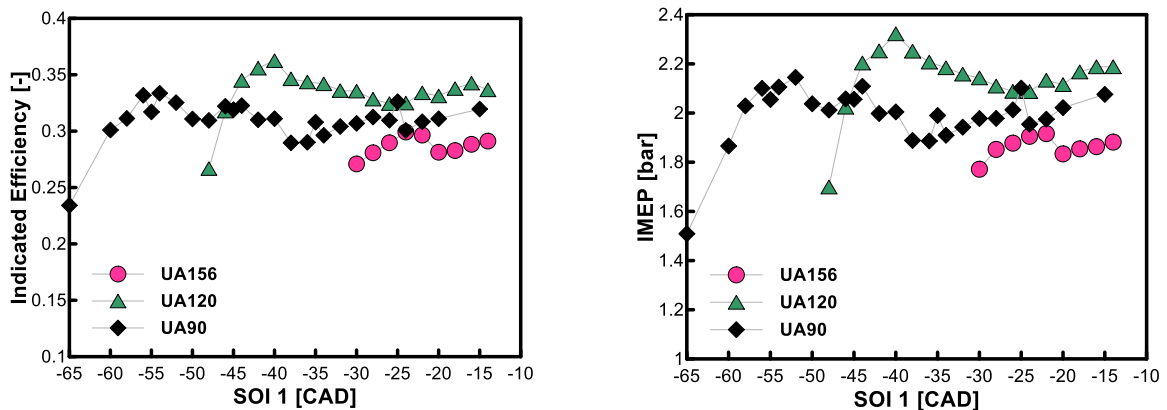 Indicated Efficiency [-]
0.4
0.35
0.3
0.25
0.2
0.15
0.1
UA156
UA120
UA90
-65 -60 -55 -50 -45 -40 -35 -30 -25 -20 -15 -10
SOI 1 [CAD]
IMEP [bar]
2.4
2.2
2
1.8
1.6
1.4
1.2
1
UA156
UA120
UA90
-65 -60 -55 -50 -45 -40 -35 -30 -25 -20 -15 -10
SOI 1 [CAD]